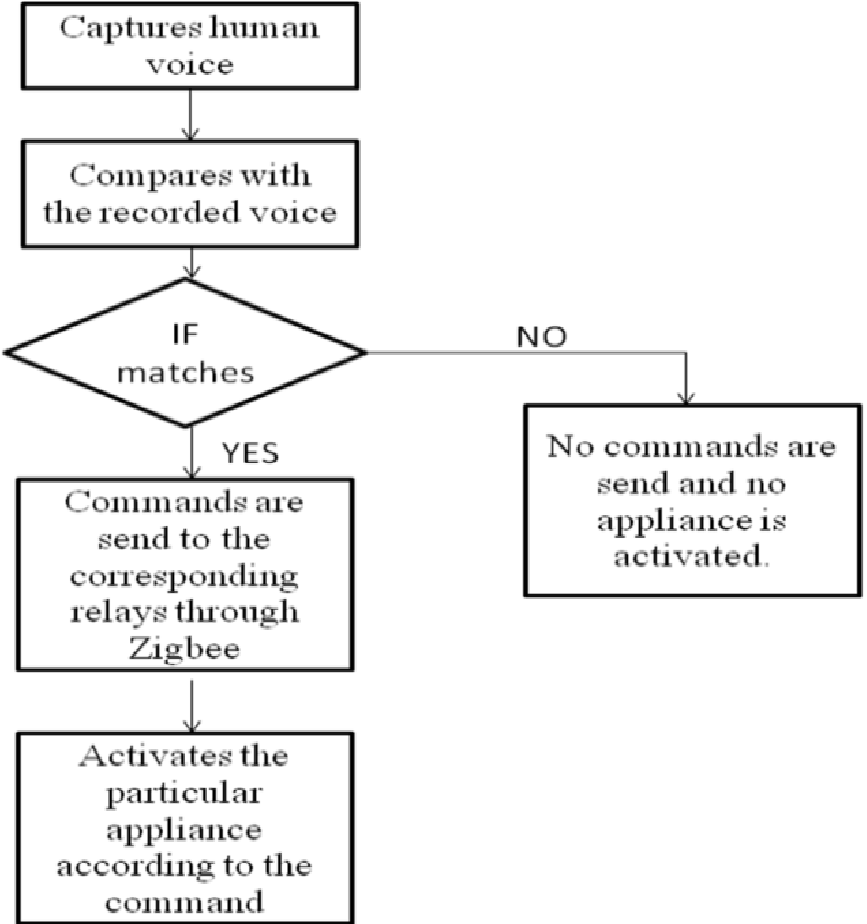 Captures human
voice
Compares with
the recorded voice
IF
matches
NO
YES
No commands are
send and no
appliance is
activated.
Commands are
send to the
corresponding
relays through
Zigbee
Activates the
particular
appliance
according to the
command